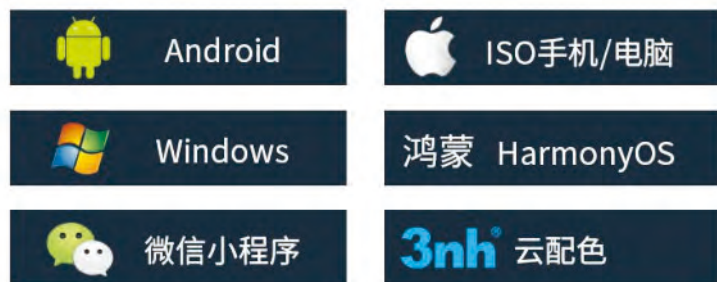 Android
ISO手机/电脑
Windows
鸿蒙 HarmonyOS
微信小程序
3nh® 云配色